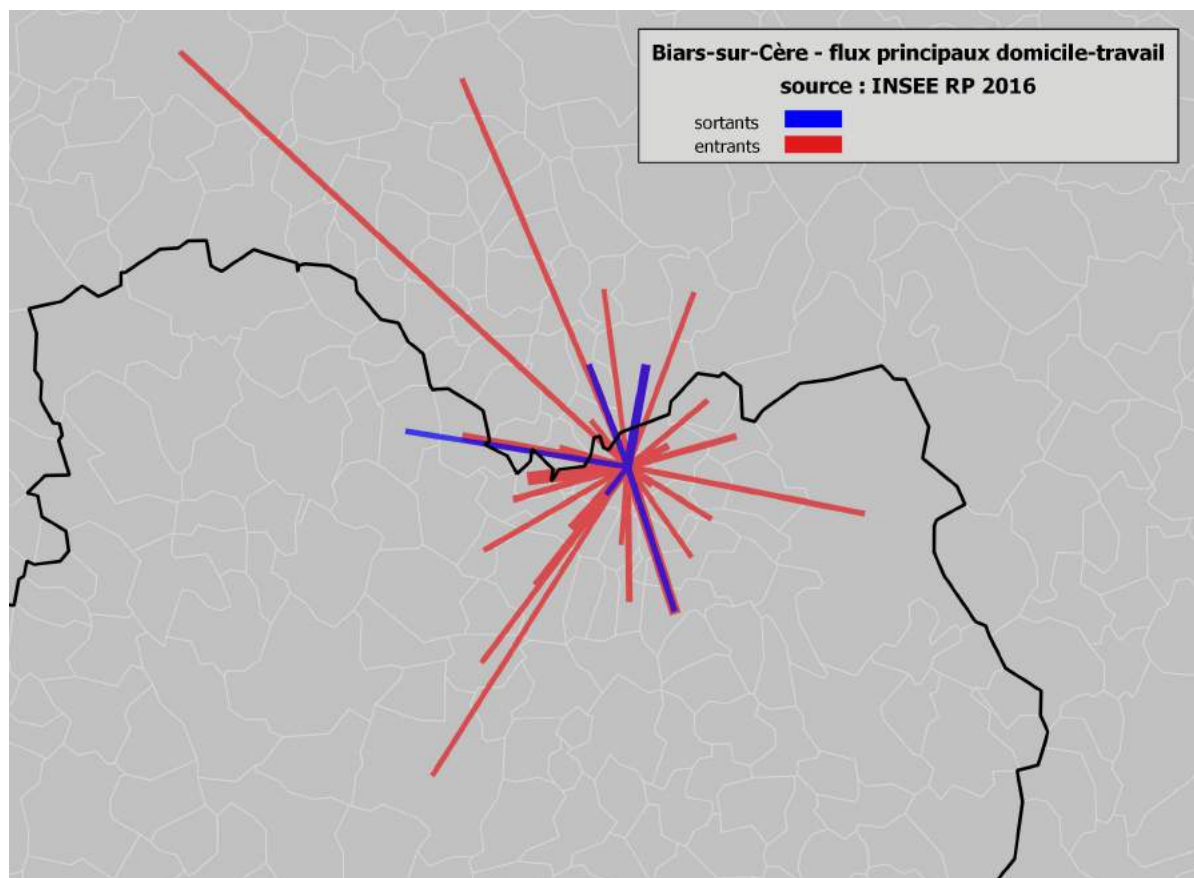 Biars-sur-Cère - flux principaux domicile-travail
source : INSEE RP 2016
sortants
entrants